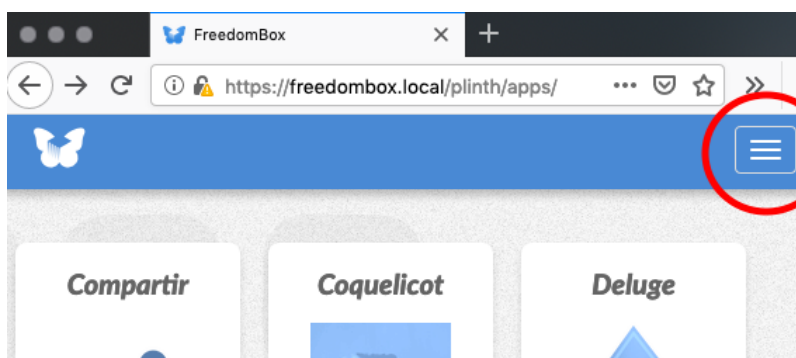 FreedomBox
https://freedombox.local/plinth/apps/
Compartir
Coquelicot
Deluge